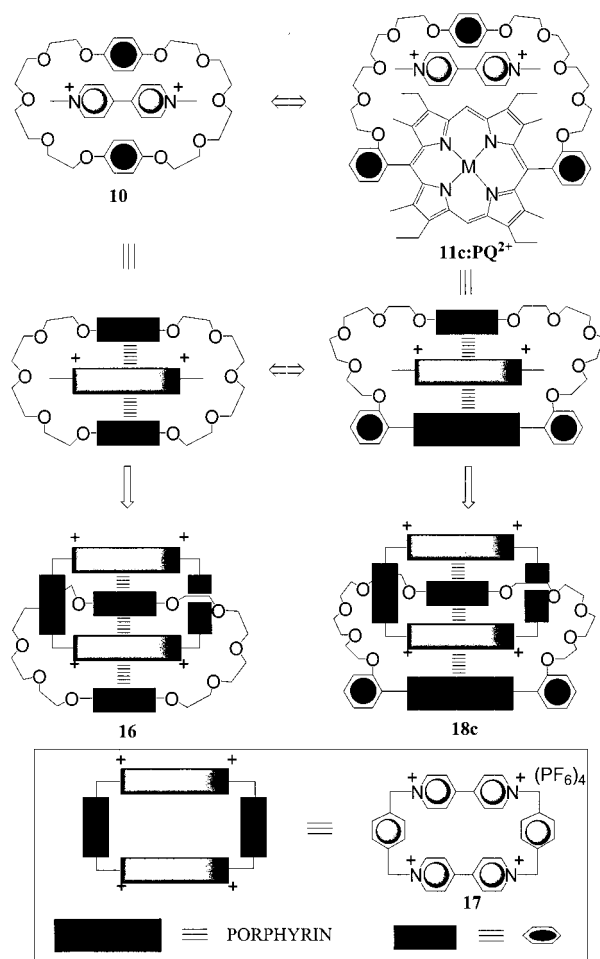 O O O O
+ +
N N
O O
O O O O
10
O O O O
O O
+ +
N N
O O
O O
N N
M
N N
11c:PQ2+
O O O O
+ +
O O
O O O O
O O O O
+ +
O O
O O
+ +
O O
+ +
16
+ +
+ +
18c
+ + + + (PF6)4
N N
N N
+ + + +
17
PORPHYRIN